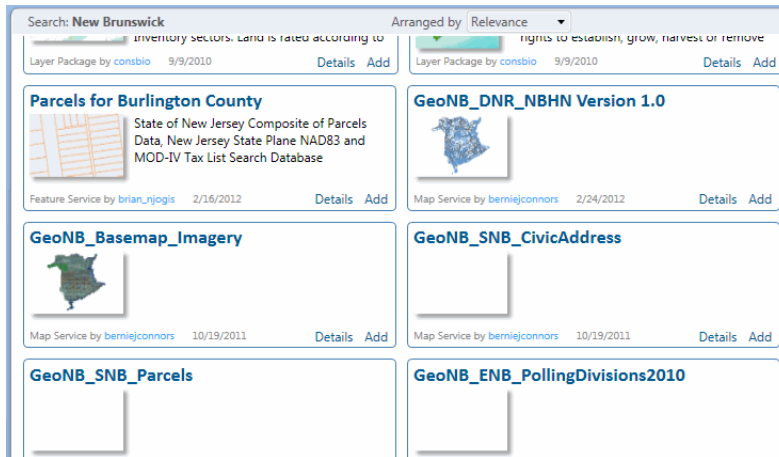 Search: New Brunswick
Arranged by Relevance
Inventory sectors. Land is rated according to
Layer Package by consbio 9/9/2010 Details Add
rights to establish, grow, harvest or remove
Layer Package by consbio 9/9/2010 Details Add
Parcels for Burlington County
State of New Jersey Composite of Parcels
Data, New Jersey State Plane NAD83 and
MOD-IV Tax List Search Database
Feature Service by brian_njogis 2/16/2012 Details Add
GeoNB_DNR_NBHN Version 1.0
Map Service by berniejconnors 2/24/2012 Details Add
GeoNB_Basemap_Imagery
Map Service by berniejconnors 10/19/2011 Details Add
GeoNB_SNB_CivicAddress
Map Service by berniejconnors 10/19/2011 Details Add
GeoNB_SNB_Parcels
GeoNB_ENB_PollingDivisions2010